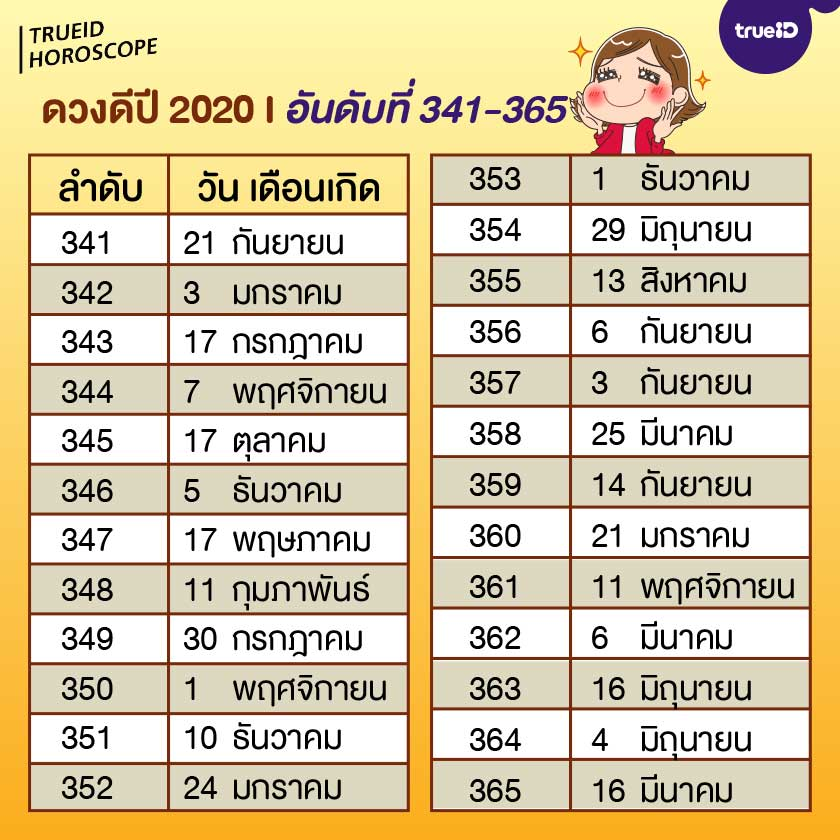 TRUEID
HOROSCOPE
trueiD
ดวงดีปี 2020 I อันดับที่ 341-365
ลำดับ วัน เดือนเกิด
341 21 กันยายน
342 3 มกราคม
343 17 กรกฎาคม
344 7 พฤศจิกายน
345 17 ตุลาคม
346 5 ธันวาคม
347 17 พฤษภาคม
348 11 กุมภาพันธ์
349 30 กรกฎาคม
350 1 พฤศจิกายน
351 10 ธันวาคม
352 24 มกราคม
353 1 ธันวาคม
354 29 มิถุนายน
355 13 สิงหาคม
356 6 กันยายน
357 3 กันยายน
358 25 มีนาคม
359 14 กันยายน
360 21 มกราคม
361 11 พฤศจิกายน
362 6 มีนาคม
363 16 มิถุนายน
364 4 มิถุนายน
365 16 มีนาคม